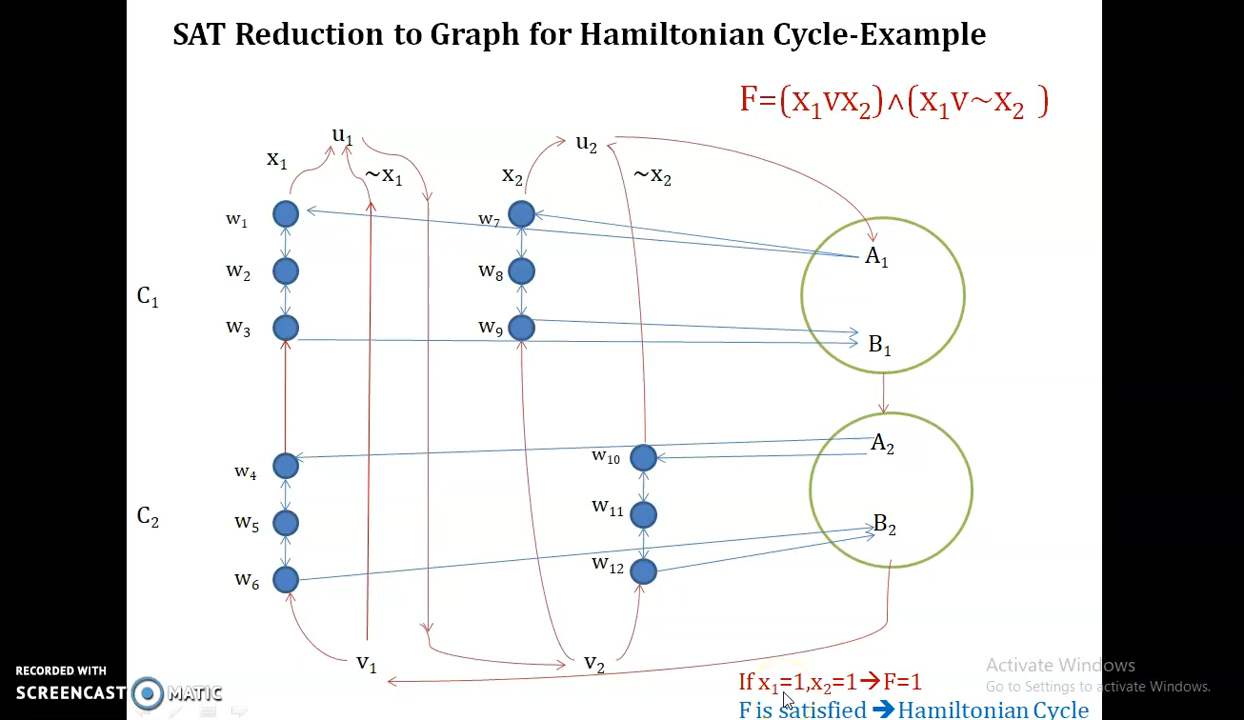 SAT Reduction to Graph for Hamiltonian Cycle-Example
F=(x₁Vx₂)∧(x₁V~x₂ )
u₁
u₂
x₁
~x₁
x₂
~x₂
w₁
w₇
w₂
w₈
A₁
C₁
w₃
w₉
B₁
w₄
w₁₀
A₂
C₂
w₅
w₁₁
B₂
w₆
w₁₂
v₁
v₂
If x₁=1,x₂=1➔F=1
F is satisfied ➔Hamiltonian Cycle
Activate Windows
Go to Settings to activate Windows.
RECORDED WITH
SCREENCAST MATIC